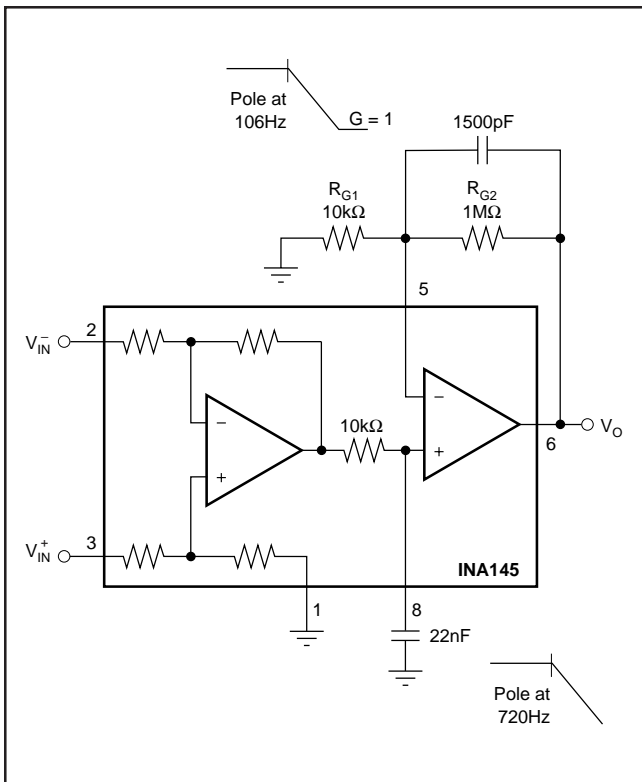 Pole at
106Hz
G = 1
1500pF
R_G1
10kΩ
R_G2
1MΩ
5
2
V_IN^–
10kΩ
–
+
–
+
6
V_O
V_IN^+
3
INA145
1
8
22nF
Pole at
720Hz